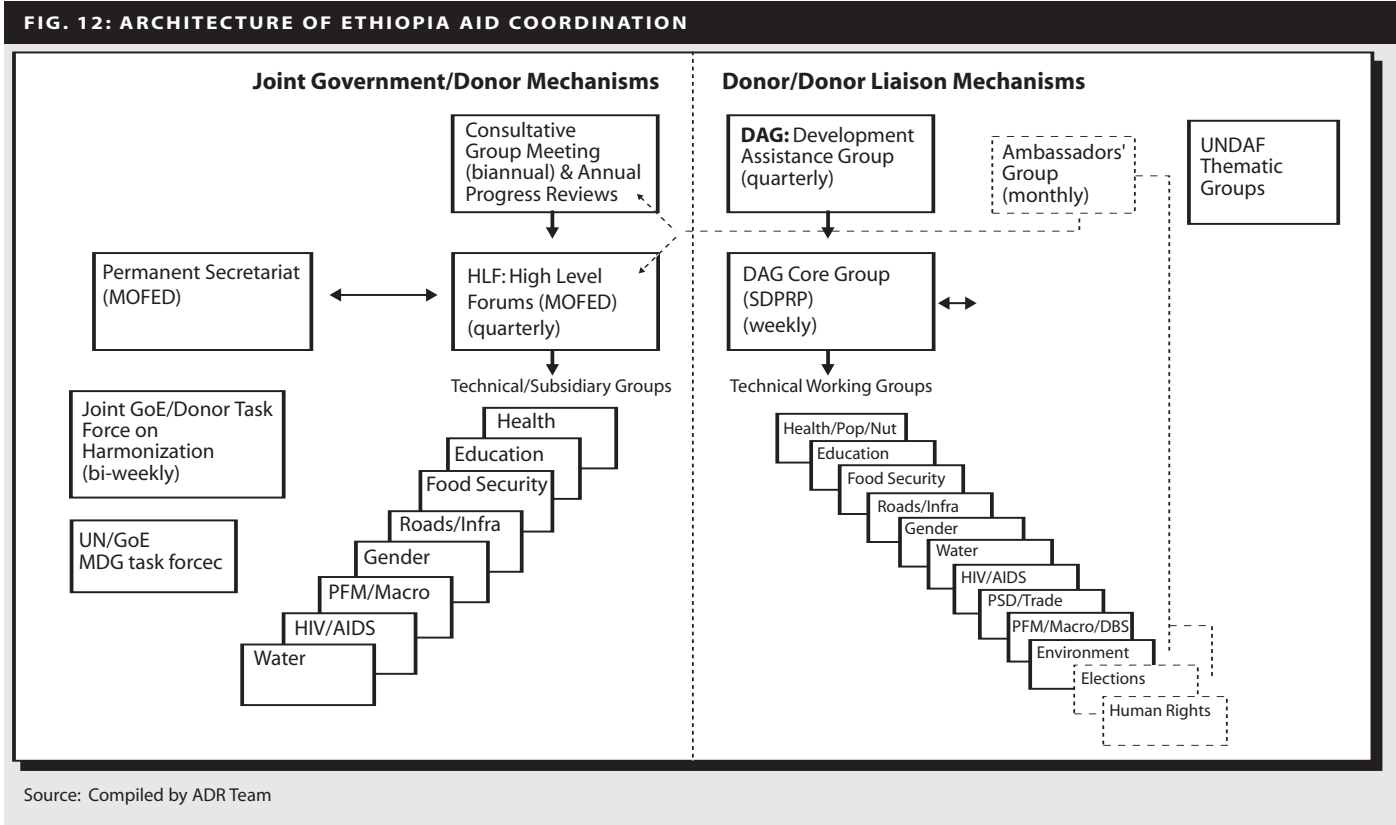 FIG. 12: ARCHITECTURE OF ETHIOPIA AID COORDINATION
Joint Government/Donor Mechanisms
Consultative
Group Meeting
(biannual) & Annual
Progress Reviews
Permanent Secretariat
(MOFED)
HLF: High Level
Forums (MOFED)
(quarterly)
Joint GoE/Donor Task
Force on
Harmonization
(bi-weekly)
UN/GoE
MDG task forcec
Technical/Subsidiary Groups
Health
Education
Food Security
Roads/Infra
Gender
PFM/Macro
HIV/AIDS
Water
Donor/Donor Liaison Mechanisms
DAG: Development
Assistance Group
(quarterly)
Ambassadors'
Group
(monthly)
UNDAF
Thematic
Groups
DAG Core Group
(SDPRP)
(weekly)
Technical Working Groups
Health/Pop/Nut
Education
Food Security
Roads/Infra
Gender
Water
HIV/AIDS
PSD/Trade
PFM/Macro/DBS
Environment
Elections
Human Rights
Source: Compiled by ADR Team